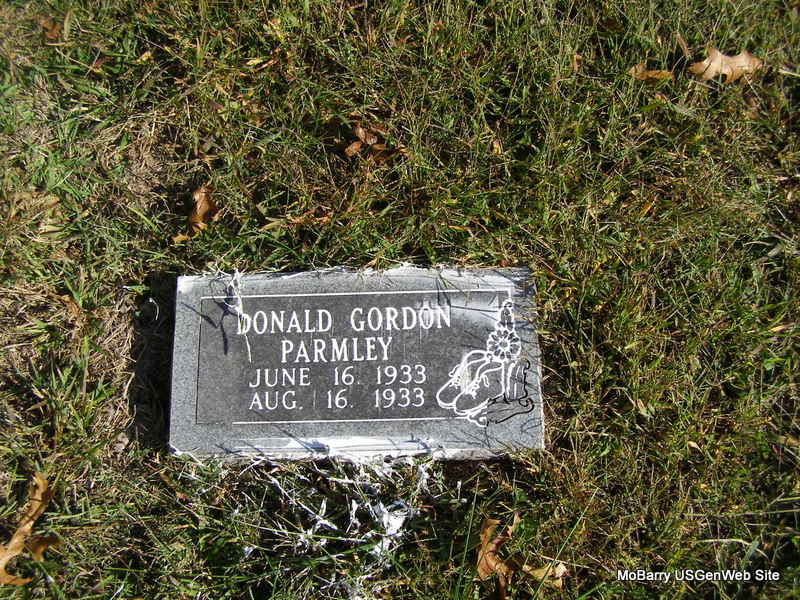 DONALD GORDON
PARMLEY
JUNE 16. 1933
AUG. 16. 1933
MoBarry USGenWeb Site